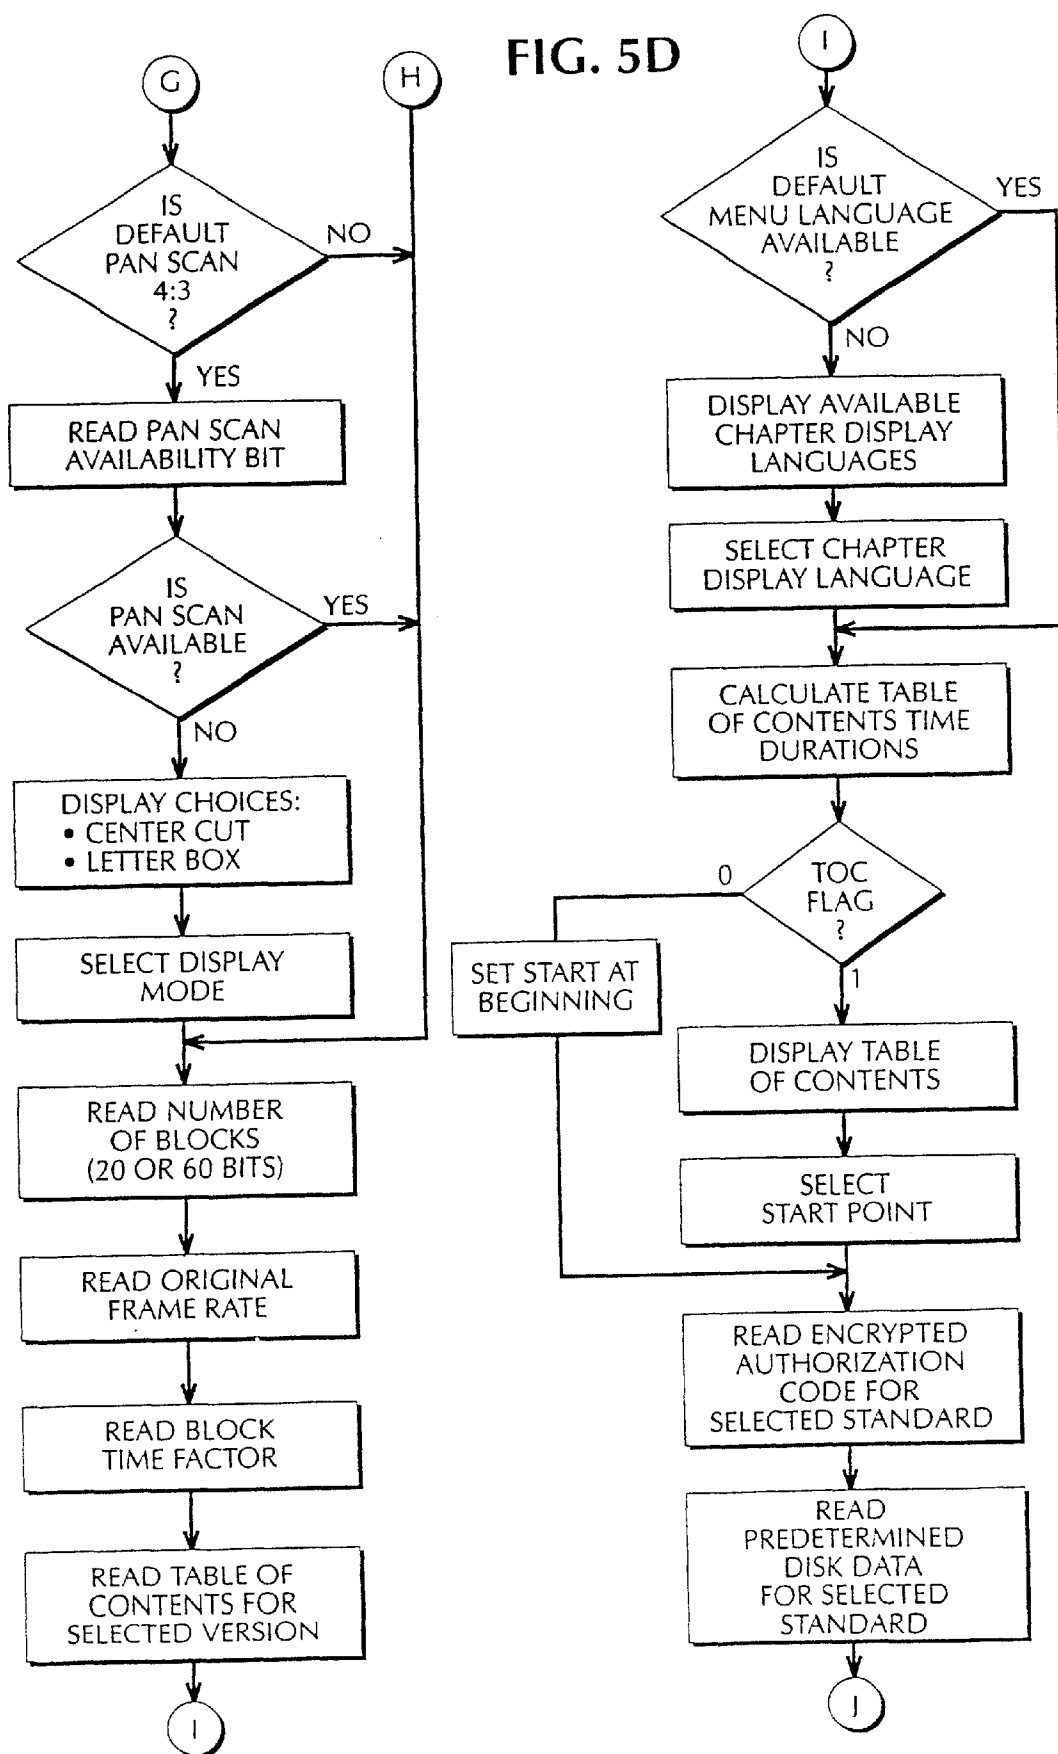 FIG. 5D
G
H
IS
DEFAULT
PAN SCAN
4:3
?
NO
YES
READ PAN SCAN
AVAILABILITY BIT
IS
PAN SCAN
AVAILABLE
?
YES
NO
DISPLAY CHOICES:
• CENTER CUT
• LETTER BOX
SELECT DISPLAY
MODE
READ NUMBER
OF BLOCKS
(20 OR 60 BITS)
READ ORIGINAL
FRAME RATE
READ BLOCK
TIME FACTOR
READ TABLE OF
CONTENTS FOR
SELECTED VERSION
I
I
IS
DEFAULT
MENU LANGUAGE
AVAILABLE
?
YES
NO
DISPLAY AVAILABLE
CHAPTER DISPLAY
LANGUAGES
SELECT CHAPTER
DISPLAY LANGUAGE
CALCULATE TABLE
OF CONTENTS TIME
DURATIONS
TOC
FLAG
?
0
1
SET START AT
BEGINNING
DISPLAY TABLE
OF CONTENTS
SELECT
START POINT
READ ENCRYPTED
AUTHORIZATION
CODE FOR
SELECTED STANDARD
READ
PREDETERMINED
DISK DATA
FOR SELECTED
STANDARD
J